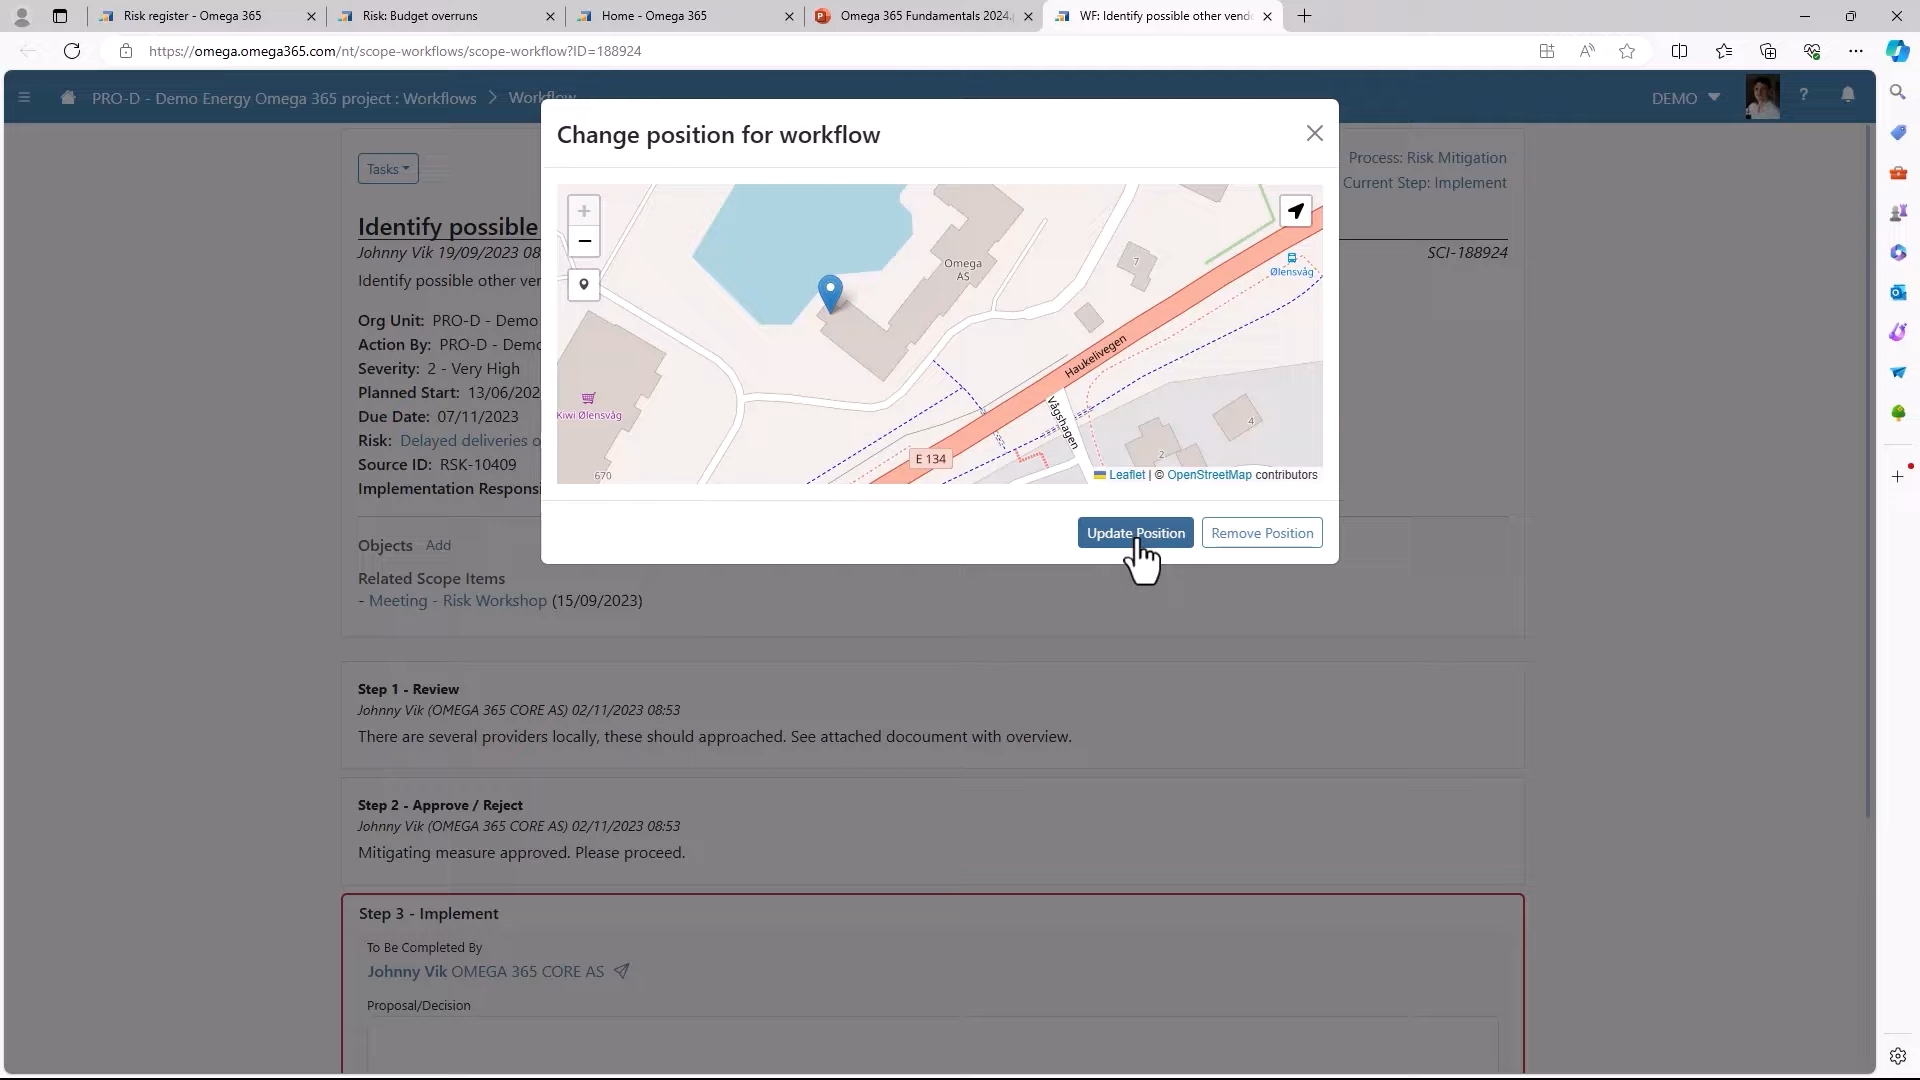 Risk register - Omega 365
Risk: Budget overruns
Home - Omega 365
Omega 365 Fundamentals 2024.
WF: Identify possible other vend
https://omega.omega365.com/nt/scope-workflows/scope-workflow?ID=188924
PRO-D - Demo Energy Omega 365 project : Workflows > Workflow
DEMO
?
Change position for workflow
Tasks
Process: Risk Mitigation
Current Step: Implement
Identify possible
Johnny Vik 19/09/2023 08
SCI-188924
Identify possible other ver
Org Unit: PRO-D - Demo
Action By: PRO-D - Demo
Severity: 2 - Very High
Planned Start: 13/06/202
Due Date: 07/11/2023
Risk: Delayed deliveries o
Source ID: RSK-10409
Implementation Responsi
+
−
Omega
AS
7
Ølensvåg
Haukelivegen
Kiwi Ølensvåg
Vågshagen
4
2
E 134
670
Leaflet | © OpenStreetMap contributors
Update Position
Remove Position
Objects Add
Related Scope Items
- Meeting - Risk Workshop (15/09/2023)
Step 1 - Review
Johnny Vik (OMEGA 365 CORE AS) 02/11/2023 08:53
There are several providers locally, these should approached. See attached docoument with overview.
Step 2 - Approve / Reject
Johnny Vik (OMEGA 365 CORE AS) 02/11/2023 08:53
Mitigating measure approved. Please proceed.
Step 3 - Implement
To Be Completed By
Johnny Vik OMEGA 365 CORE AS
Proposal/Decision